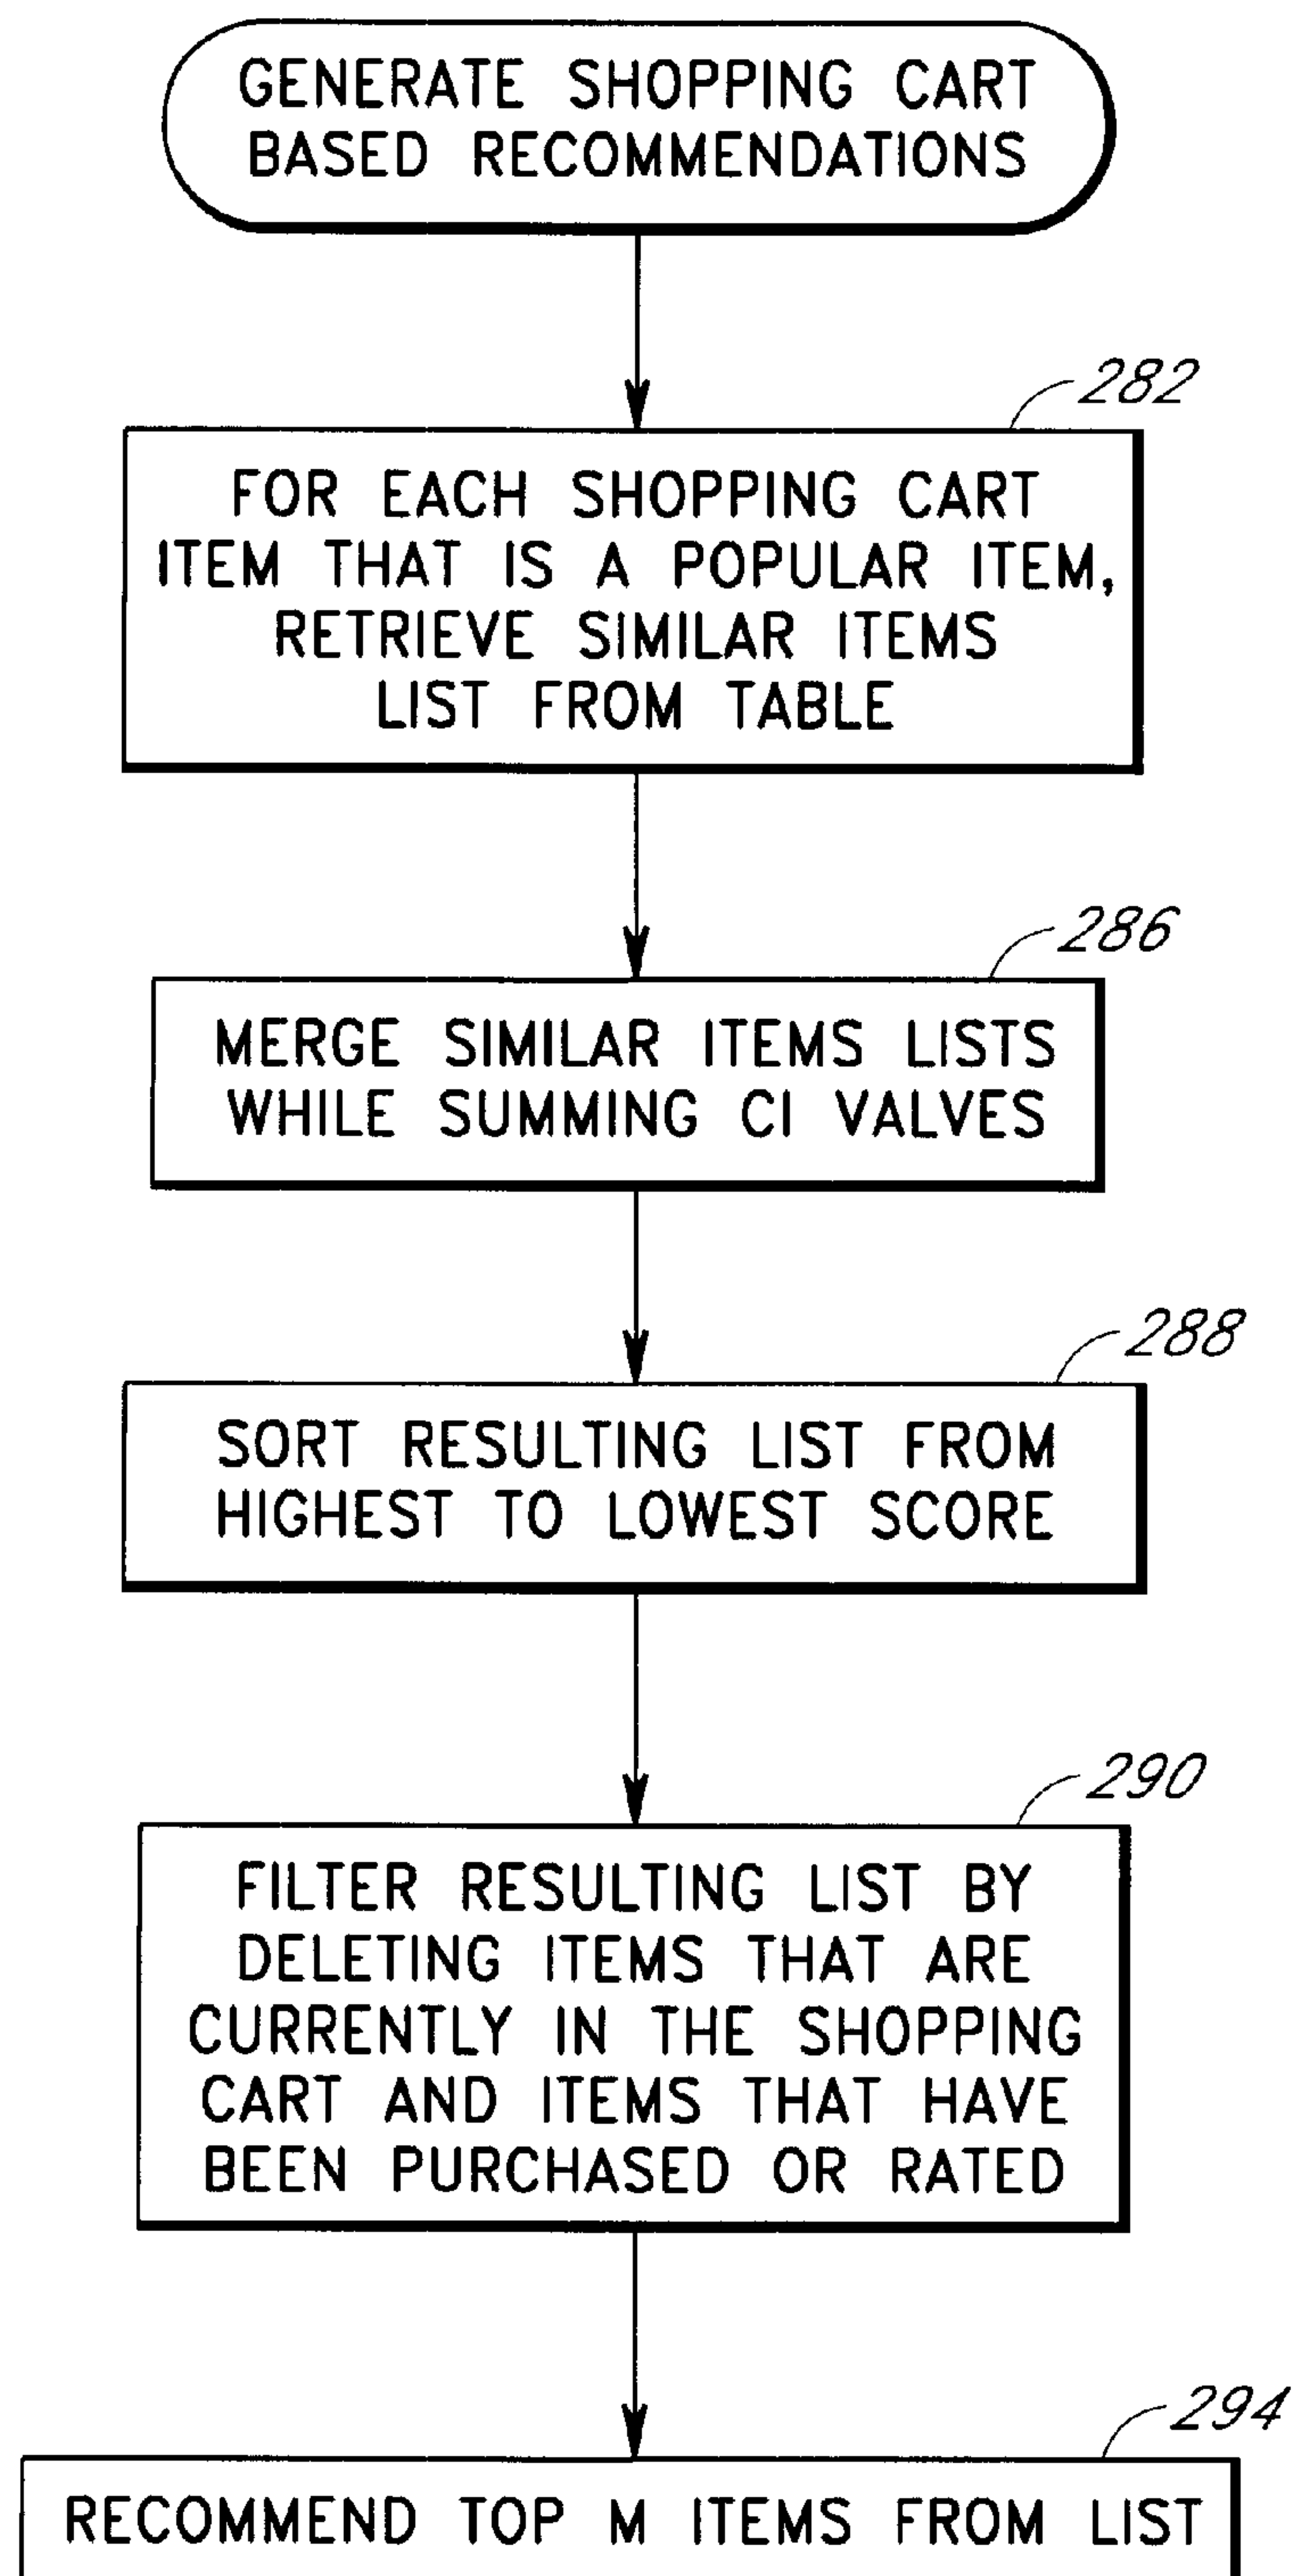 GENERATE SHOPPING CART
BASED RECOMMENDATIONS
282
FOR EACH SHOPPING CART
ITEM THAT IS A POPULAR ITEM,
RETRIEVE SIMILAR ITEMS
LIST FROM TABLE
286
MERGE SIMILAR ITEMS LISTS
WHILE SUMMING CI VALVES
288
SORT RESULTING LIST FROM
HIGHEST TO LOWEST SCORE
290
FILTER RESULTING LIST BY
DELETING ITEMS THAT ARE
CURRENTLY IN THE SHOPPING
CART AND ITEMS THAT HAVE
BEEN PURCHASED OR RATED
294
RECOMMEND TOP M ITEMS FROM LIST